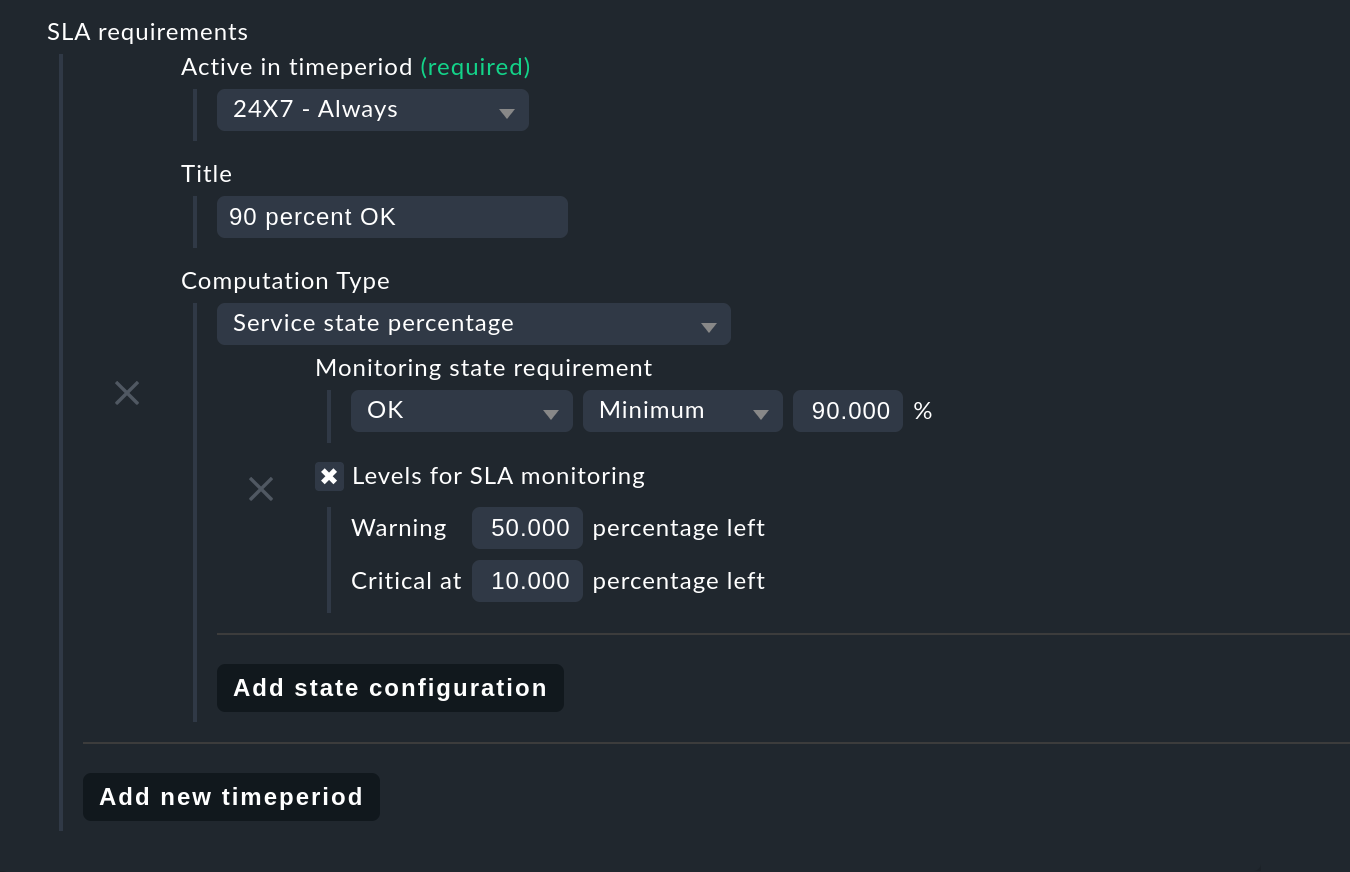 SLA requirements
Active in timeperiod (required)
24X7 - Always
Title
90 percent OK
Computation Type
Service state percentage
Monitoring state requirement
OK Minimum 90.000 %
Levels for SLA monitoring
Warning 50.000 percentage left
Critical at 10.000 percentage left
Add state configuration
Add new timeperiod